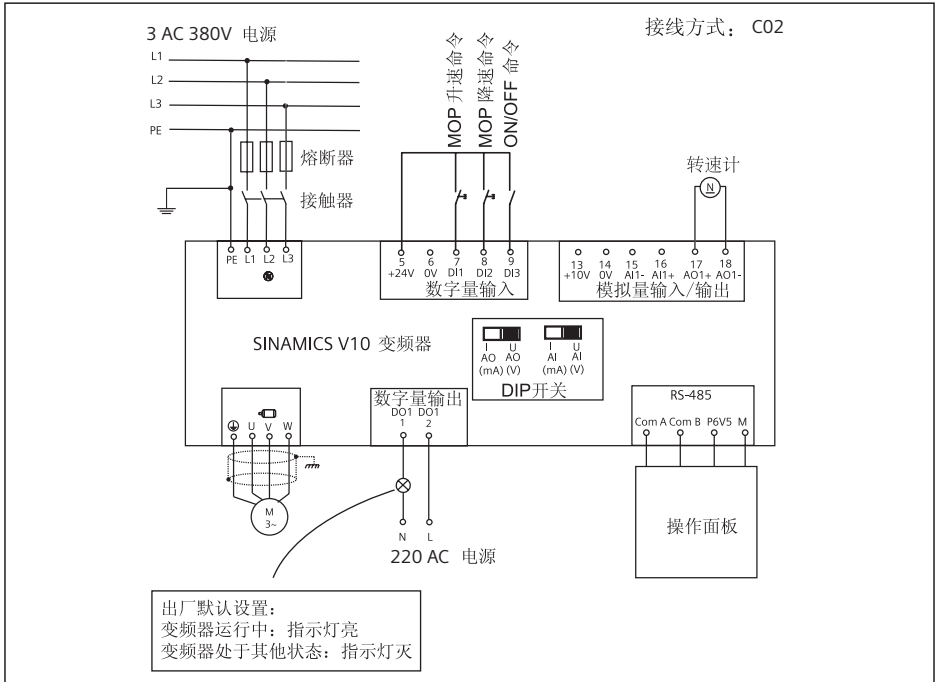 3 AC 380V 电源
接线方式： C02
L1
L2
L3
PE
MOP 升速命令
MOP 降速命令
ON/OFF 命令
熔断器
接触器
转速计
N
PE L1 L2 L3
5 6 7 8 9
+24V 0V DI1 DI2 DI3
数字量输入
13 14 15 16 17 18
+10V 0V AI1- AI1+ AO1+ AO1-
模拟量输入/输出
SINAMICS V10 变频器
I U I U
AO AO AI AI
(mA) (V) (mA) (V)
DIP开关
数字量输出
DO1 DO1
1 2
RS-485
Com A Com B P6V5 M
U V W
M
3~
操作面板
N L
220 AC 电源
出厂默认设置：
变频器运行中：指示灯亮
变频器处于其他状态：指示灯灭